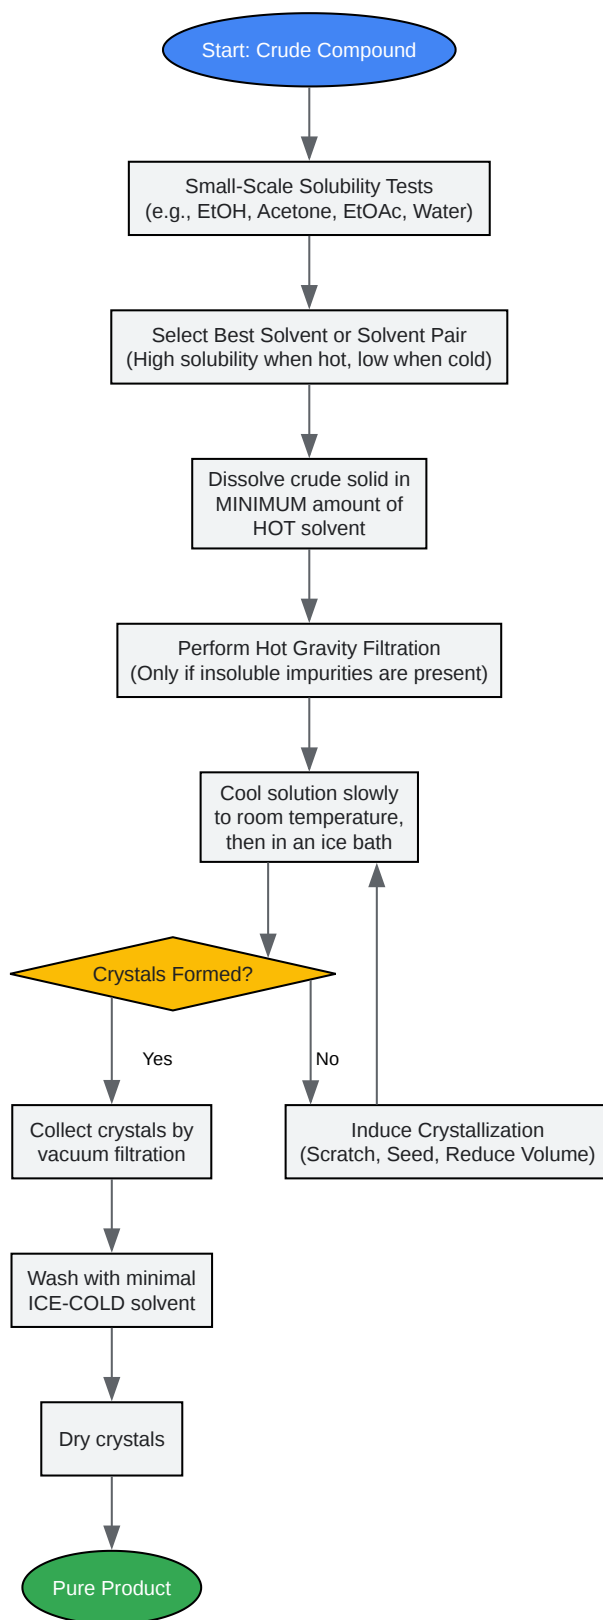 Start: Crude Compound
Small-Scale Solubility Tests
(e.g., EtOH, Acetone, EtOAc, Water)
Select Best Solvent or Solvent Pair
(High solubility when hot, low when cold)
Dissolve crude solid in
MINIMUM amount of
HOT solvent
Perform Hot Gravity Filtration
(Only if insoluble impurities are present)
Cool solution slowly
to room temperature,
then in an ice bath
Crystals Formed?
Yes
No
Collect crystals by
vacuum filtration
Induce Crystallization
(Scratch, Seed, Reduce Volume)
Wash with minimal
ICE-COLD solvent
Dry crystals
Pure Product